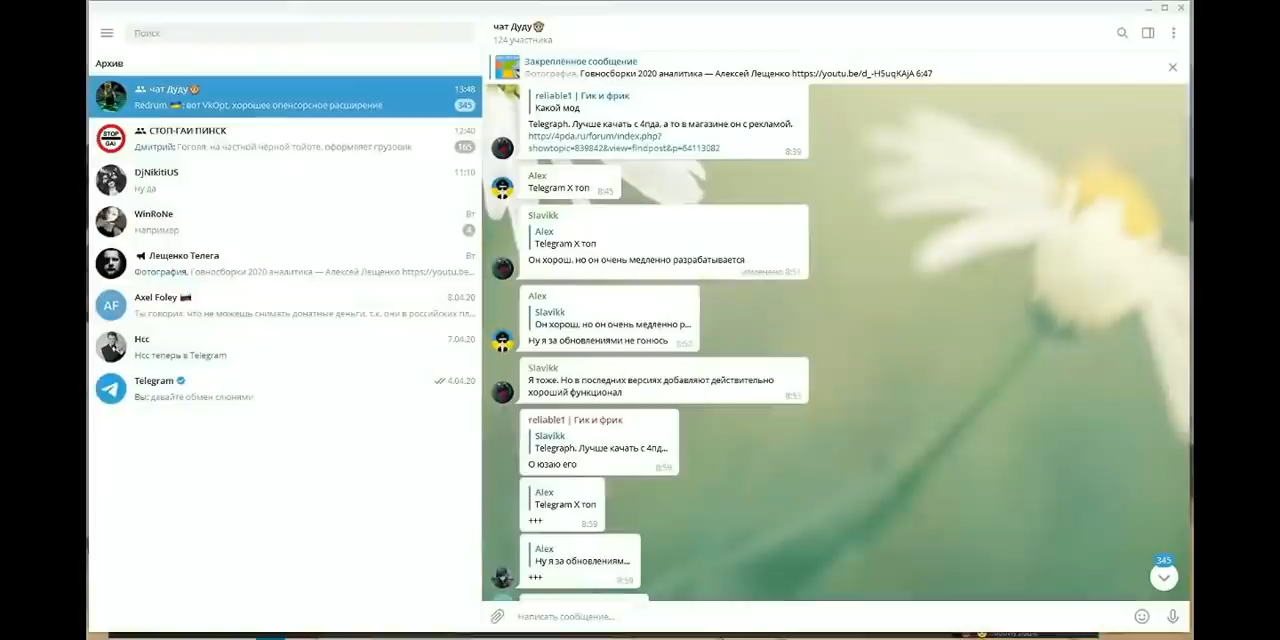 Поиск
Архив
чат Дуду
13:48
Redrum: вот VkOpt, хорошее опенсорсное расширение
345
СТОП-ГАИ ПИНСК
12:40
Дмитрий: Гоголя, на частной черной тойоте, оформляет грузовик
165
DjNikitiUS
11:10
ну да
WinRoNe
Вт
Например
4
Лещенко Телега
Вт
Фотография, Говносборки 2020 аналитика — Алексей Лещенко https://youtu.be...
Axel Foley
8.04.20
Ты говорил, что не можешь снимать донатные деньги, т.к. они в российских пл...
Нсс
7.04.20
Нсс теперь в Telegram
Telegram
4.04.20
Вы: давайте обмен слюнями
чат Дуду
124 участника
Закреплённое сообщение
Фотография, Говносборки 2020 аналитика — Алексей Лещенко https://youtu.be/d_-H5uqKAjA 6:47
reliable1 | Гик и фрик
Какой мод
Telegraph. Лучше качать с 4пда, а то в магазине он с рекламой.
http://4pda.ru/forum/index.php?
showtopic=839842&view=findpost&p=64113082
8:39
Alex
Telegram X топ
8:45
Slavikk
Alex
Telegram X топ
Он хорош, но он очень медленно разрабатывается
изменено 8:51
Alex
Slavikk
Он хорош, но он очень медленно р...
Ну я за обновлениями не гонюсь
8:52
Slavikk
Я тоже. Но в последних версиях добавляют действительно
хороший функционал
8:53
reliable1 | Гик и фрик
Slavikk
Telegraph. Лучше качать с 4пд...
О юзаю его
8:59
Alex
Telegram X топ
+++
8:59
Alex
Ну я за обновлениям...
+++
8:59
345
Написать сообщение...